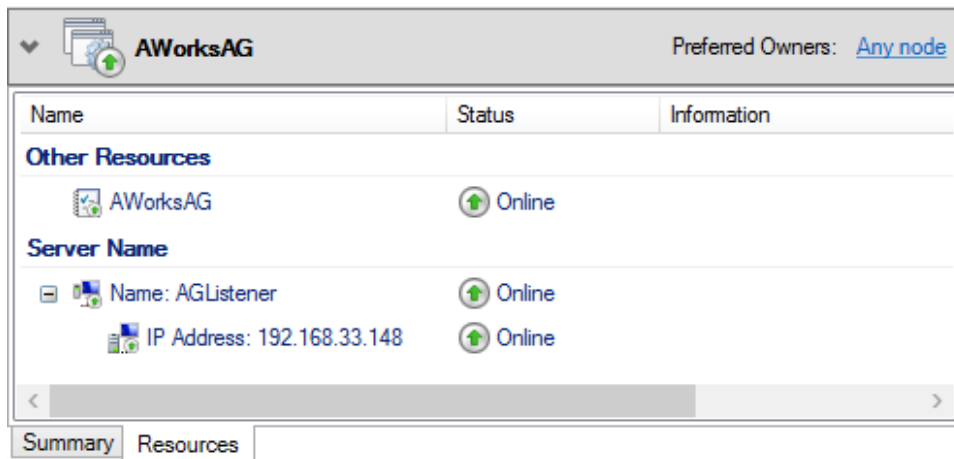 AWorksAG Preferred Owners: Any node
Name Status Information
Other Resources
AWorksAG Online
Server Name
Name: AGListener Online
IP Address: 192.168.33.148 Online
Summary Resources